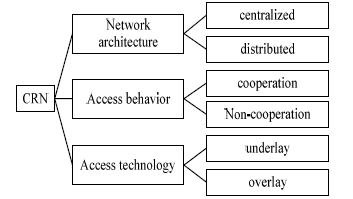 CRN
Network
architecture
centralized
distributed
Access behavior
cooperation
Non-cooperation
Access technology
underlay
overlay